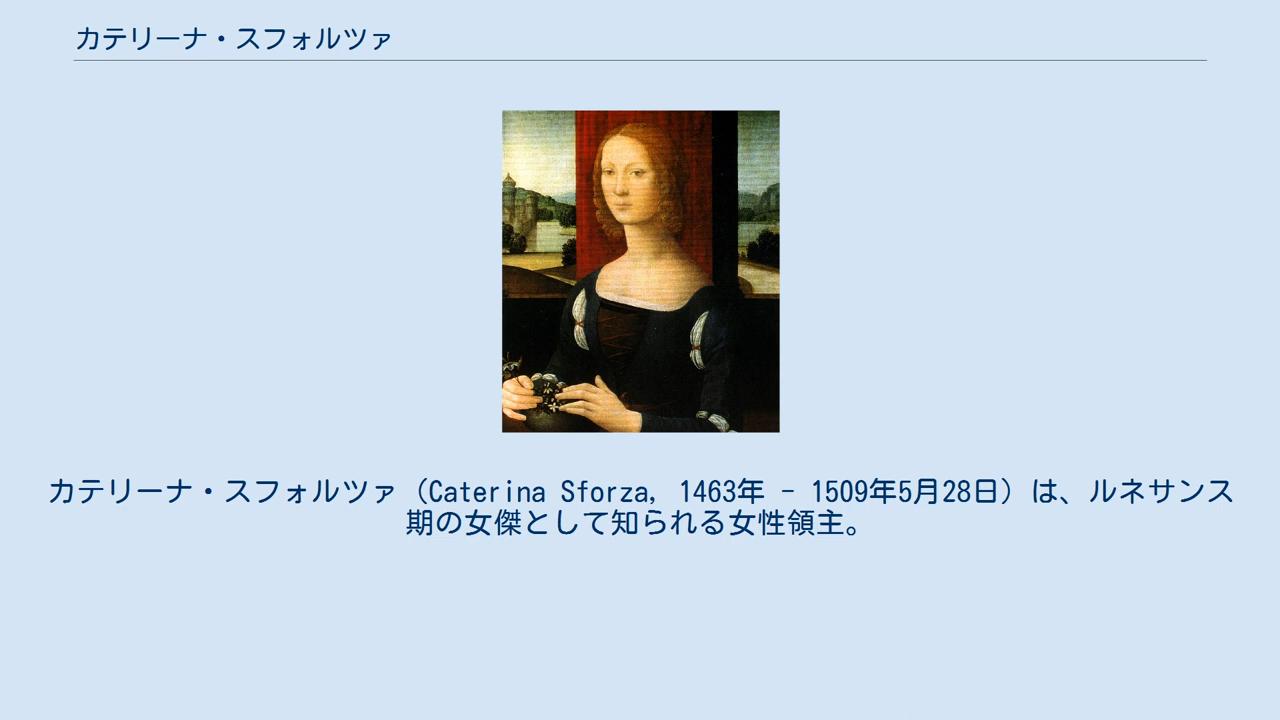 カテリーナ・スフォルツァ
カテリーナ・スフォルツァ（Caterina Sforza, 1463年 - 1509年5月28日）は、ルネサンス
期の女傑として知られる女性領主。